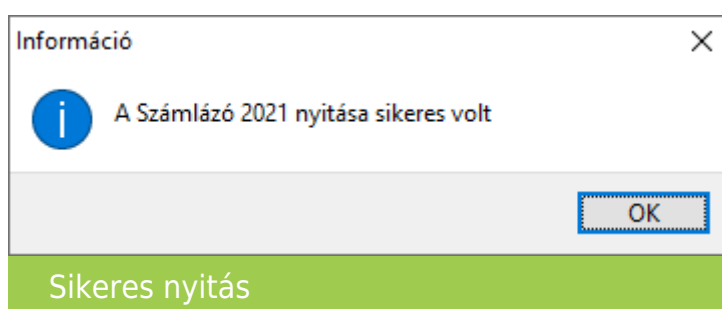 Információ
A Számlázó 2021 nyitása sikeres volt
OK
Sikeres nyitás